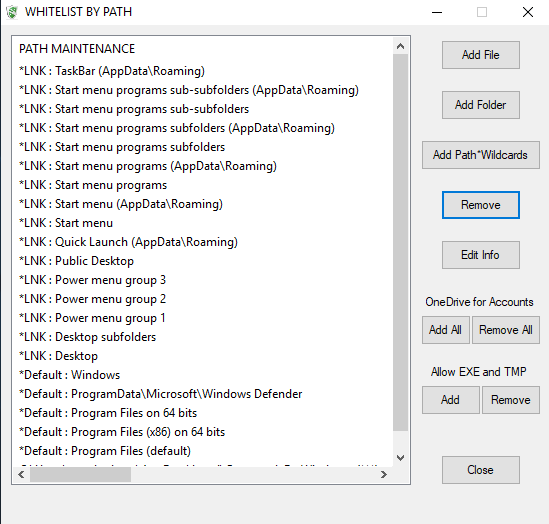 WHITELIST BY PATH
PATH MAINTENANCE
*LNK : TaskBar (AppData\Roaming)
*LNK : Start menu programs sub-subfolders (AppData\Roaming)
*LNK : Start menu programs sub-subfolders
*LNK : Start menu programs subfolders (AppData\Roaming)
*LNK : Start menu programs subfolders
*LNK : Start menu programs (AppData\Roaming)
*LNK : Start menu programs
*LNK : Start menu (AppData\Roaming)
*LNK : Start menu
*LNK : Quick Launch (AppData\Roaming)
*LNK : Public Desktop
*LNK : Power menu group 3
*LNK : Power menu group 2
*LNK : Power menu group 1
*LNK : Desktop subfolders
*LNK : Desktop
*Default : Windows
*Default : ProgramData\Microsoft\Windows Defender
*Default : Program Files on 64 bits
*Default : Program Files (x86) on 64 bits
*Default : Program Files (default)
Add File
Add Folder
Add Path*Wildcards
Remove
Edit Info
OneDrive for Accounts
Add All
Remove All
Allow EXE and TMP
Add
Remove
Close